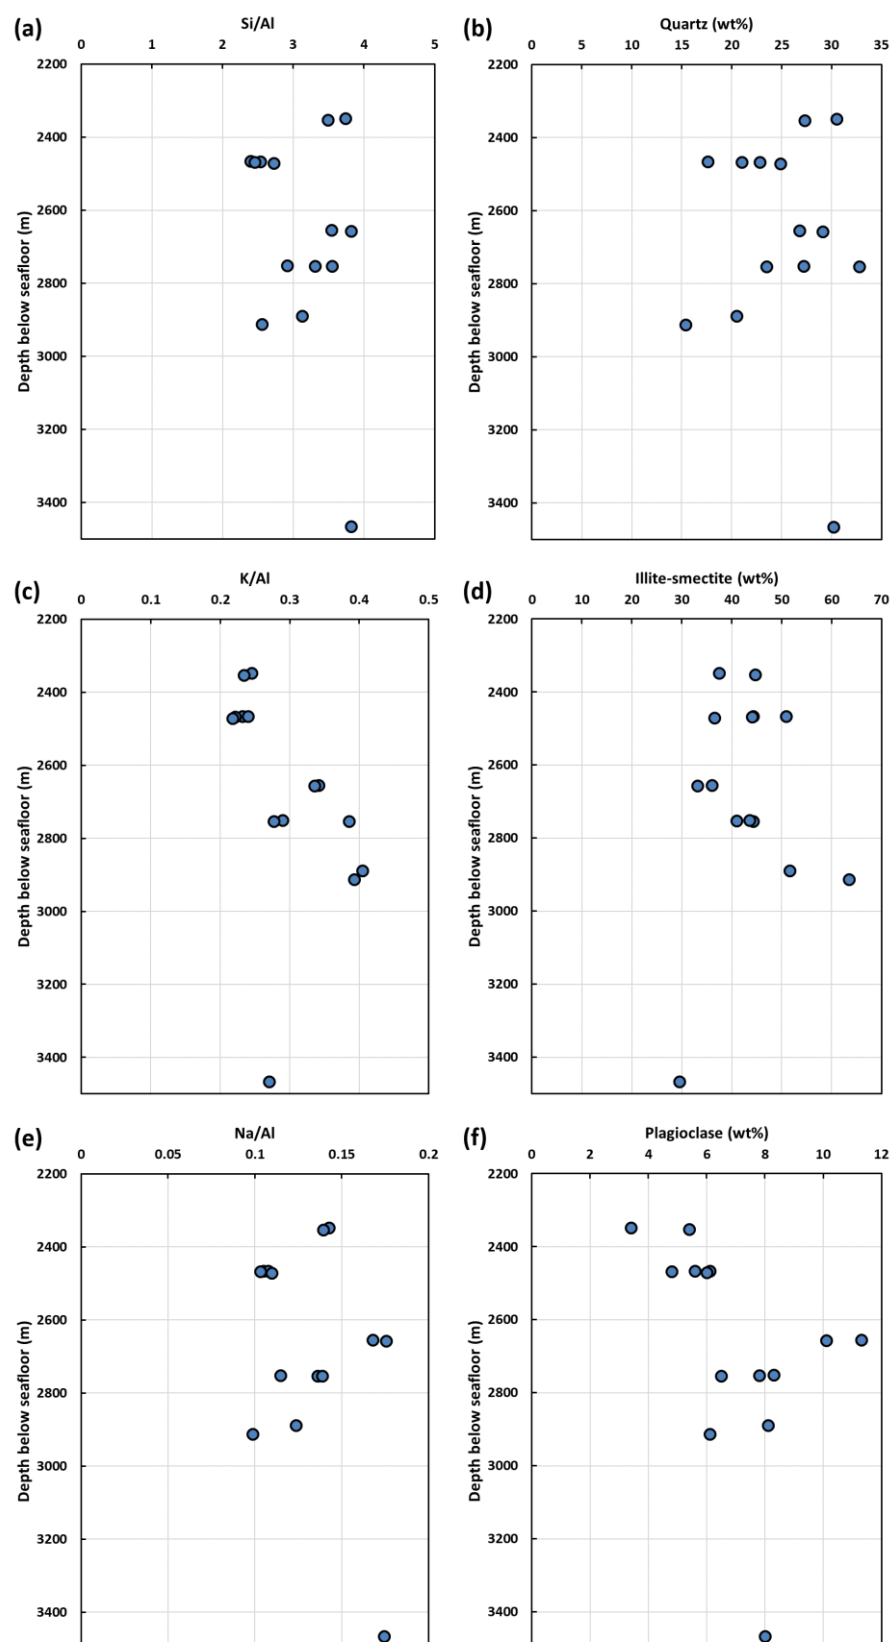 (a)
Si/Al
0 1 2 3 4 5
2200
2400
2600
2800
3000
3200
3400
Depth below seafloor (m)
(b)
Quartz (wt%)
0 5 10 15 20 25 30 35
2200
2400
2600
2800
3000
3200
3400
Depth below seafloor (m)
(c)
K/Al
0 0.1 0.2 0.3 0.4 0.5
2200
2400
2600
2800
3000
3200
3400
Depth below seafloor (m)
(d)
Illite-smectite (wt%)
0 10 20 30 40 50 60 70
2200
2400
2600
2800
3000
3200
3400
Depth below seafloor (m)
(e)
Na/Al
0 0.05 0.1 0.15 0.2
2200
2400
2600
2800
3000
3200
3400
Depth below seafloor (m)
(f)
Plagioclase (wt%)
0 2 4 6 8 10 12
2200
2400
2600
2800
3000
3200
3400
Depth below seafloor (m)